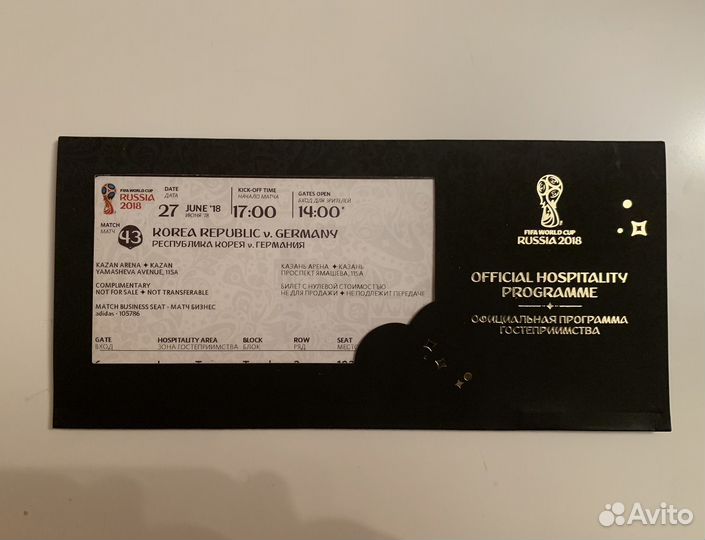 FIFA WORLD CUP
RUSSIA
2018
DATE
ДАТА
27 JUNE '18
ИЮНЯ '18
KICK-OFF TIME
НАЧАЛО МАТЧА
17:00
GATES OPEN
ВХОД ДЛЯ ЗРИТЕЛЕЙ
14:00*
MATCH
МАТЧ
43
KOREA REPUBLIC v. GERMANY
РЕСПУБЛИКА КОРЕЯ v. ГЕРМАНИЯ
KAZAN ARENA ✦ KAZAN
YAMASHEVA AVENUE, 115A
КАЗАНЬ АРЕНА ✦ КАЗАНЬ
ПРОСПЕКТ ЯМАШЕВА, 115 А
COMPLIMENTARY
NOT FOR SALE ✦ NOT TRANSFERABLE
БИЛЕТ С НУЛЕВОЙ СТОИМОСТЬЮ
НЕ ДЛЯ ПРОДАЖИ ✦ НЕ ПОДЛЕЖИТ ПЕРЕДАЧЕ
MATCH BUSINESS SEAT - МАТЧ БИЗНЕС
adidas - 105786
GATE
ВХОД
HOSPITALITY AREA
ЗОНА ГОСТЕПРИИМСТВА
BLOCK
БЛОК
ROW
РЯД
SEAT
МЕСТО
FIFA WORLD CUP
RUSSIA 2018
OFFICIAL HOSPITALITY
PROGRAMME
ОФИЦИАЛЬНАЯ ПРОГРАММА
ГОСТЕПРИИМСТВА
Avito